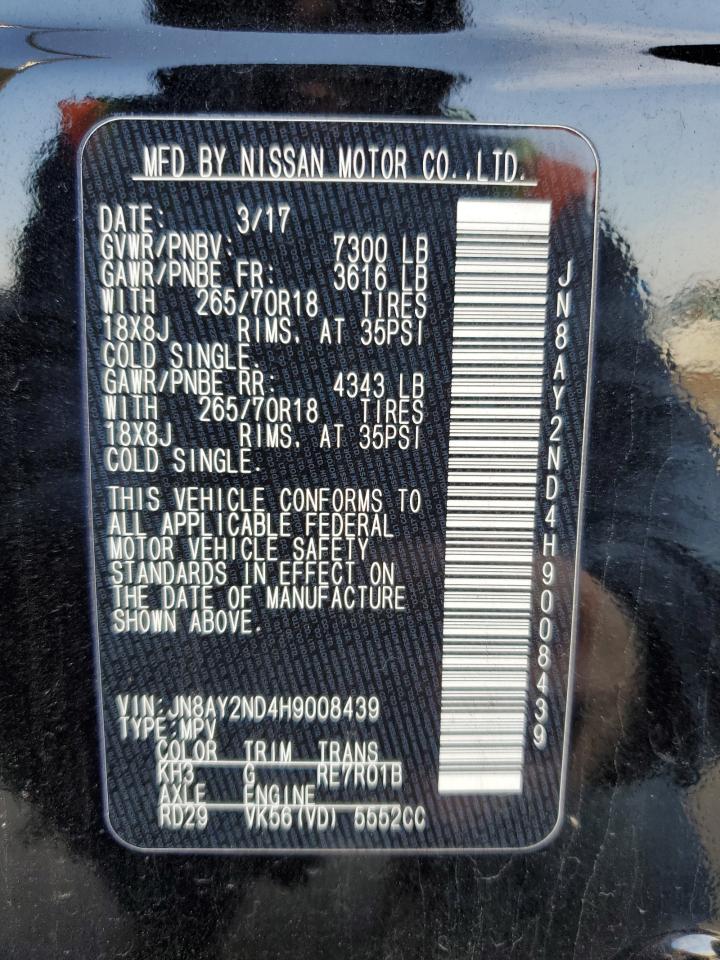 MFD BY NISSAN MOTOR CO.,LTD.
DATE: 3/17
GVWR/PNBV: 7300 LB
GAWR/PNBE FR: 3616 LB
WITH 265/70R18 TIRES
18X8J RIMS, AT 35PSI
COLD SINGLE.
GAWR/PNBE RR: 4343 LB
WITH 265/70R18 TIRES
18X8J RIMS, AT 35PSI
COLD SINGLE.
THIS VEHICLE CONFORMS TO
ALL APPLICABLE FEDERAL
MOTOR VEHICLE SAFETY
STANDARDS IN EFFECT ON
THE DATE OF MANUFACTURE
SHOWN ABOVE.
VIN:JN8AY2ND4H9008439
TYPE:MPV
COLOR TRIM TRANS
KH3 G RE7R01B
AXLE ENGINE
RD29 VK56(VD) 5552CC
JN8AY2ND4H9008439